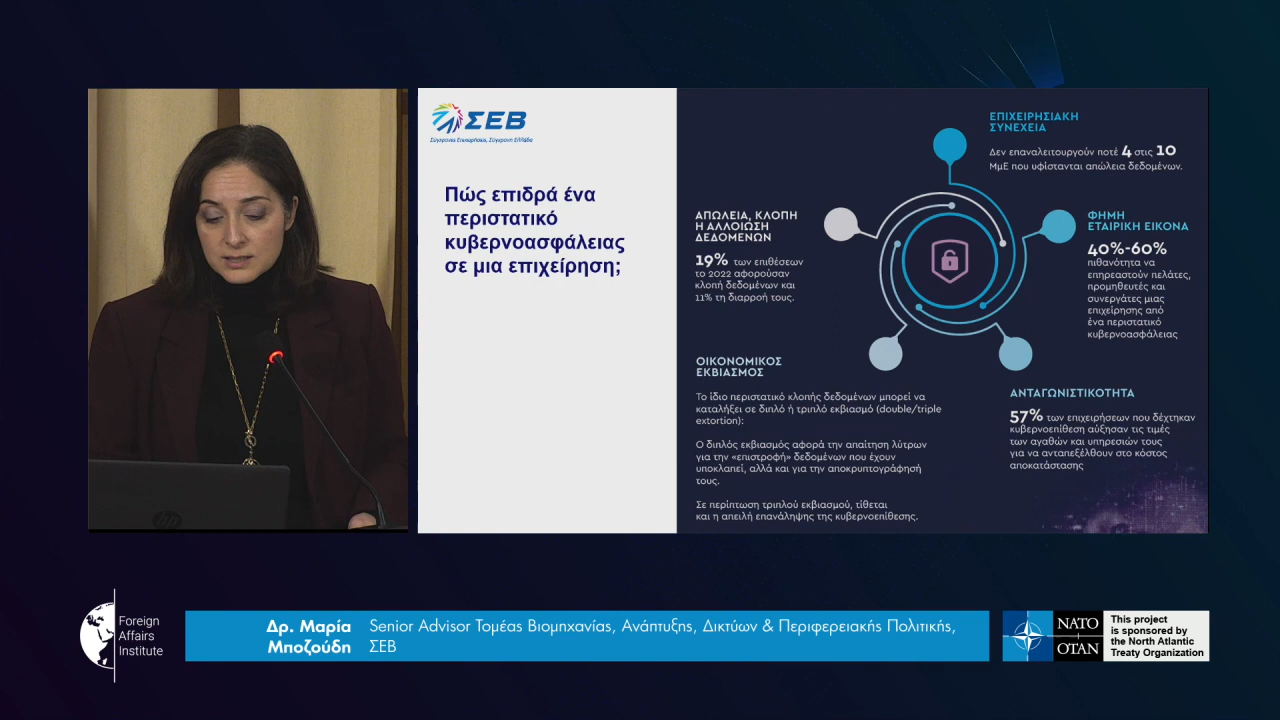 ΣΕΒ
Σύγχρονες Επιχειρήσεις, Σύγχρονη Ελλάδα
Πώς επιδρά ένα
περιστατικό
κυβερνοασφάλειας
σε μια επιχείρηση;
ΕΠΙΧΕΙΡΗΣΙΑΚΗ
ΣΥΝΕΧΕΙΑ
Δεν επαναλειτουργούν ποτέ 4 στις 10
ΜμΕ που υφίστανται απώλεια δεδομένων.
ΑΠΩΛΕΙΑ, ΚΛΟΠΗ
Η ΑΛΛΟΙΩΣΗ
ΔΕΔΟΜΕΝΩΝ
19% των επιθέσεων
το 2022 αφορούσαν
κλοπή δεδομένων και
11% τη διαρροή τους.
ΦΗΜΗ
ΕΤΑΙΡΙΚΗ ΕΙΚΟΝΑ
40%-60%
πιθανότητα να
επηρεαστούν πελάτες,
προμηθευτές και
συνεργάτες μιας
επιχείρησης από
ένα περιστατικό
κυβερνοασφάλειας
ΟΙΚΟΝΟΜΙΚΟΣ
ΕΚΒΙΑΣΜΟΣ
Το ίδιο περιστατικό κλοπής δεδομένων μπορεί να
καταλήξει σε διπλό ή τριπλό εκβιασμό (double/triple
extortion):
Ο διπλός εκβιασμός αφορά την απαίτηση λύτρων
για την «επιστροφή» δεδομένων που έχουν
υποκλαπεί, αλλά και για την αποκρυπτογράφησή
τους.
Σε περίπτωση τριπλού εκβιασμού, τίθεται
και η απειλή επανάληψης της κυβερνοεπίθεσης.
ΑΝΤΑΓΩΝΙΣΤΙΚΟΤΗΤΑ
57% των επιχειρήσεων που δέχτηκαν
κυβερνοεπίθεση αύξησαν τις τιμές
των αγαθών και υπηρεσιών τους
για να ανταπεξέλθουν στο κόστος
αποκατάστασης
hp
Foreign
Affairs
Institute
Δρ. Μαρία
Μποζούδη
Senior Advisor Τομέας Βιομηχανίας, Ανάπτυξης, Δικτύων & Περιφερειακής Πολιτικής,
ΣΕΒ
NATO
OTAN
This project
is sponsored by
the North Atlantic
Treaty Organization